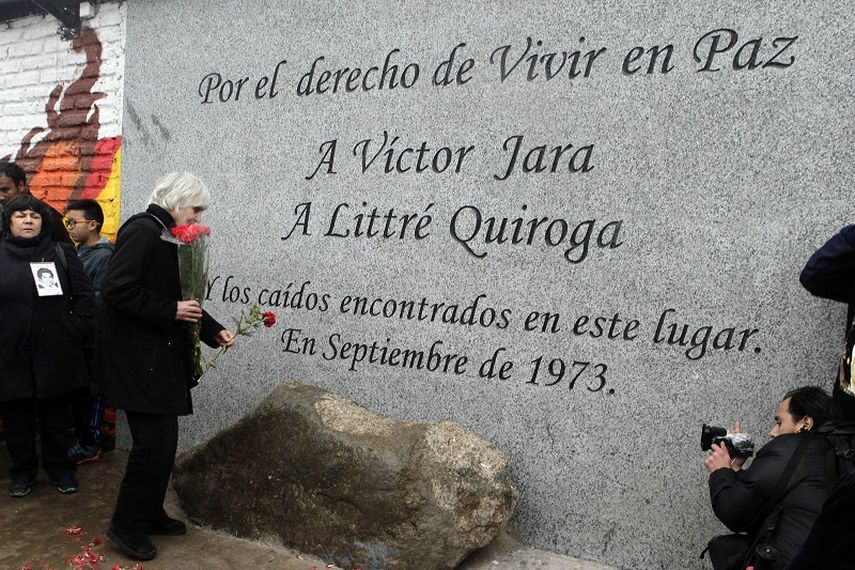 Por el derecho de Vivir en Paz
A Víctor Jara
A Littré Quiroga
Y los caídos encontrados en este lugar.
En Septiembre de 1973.